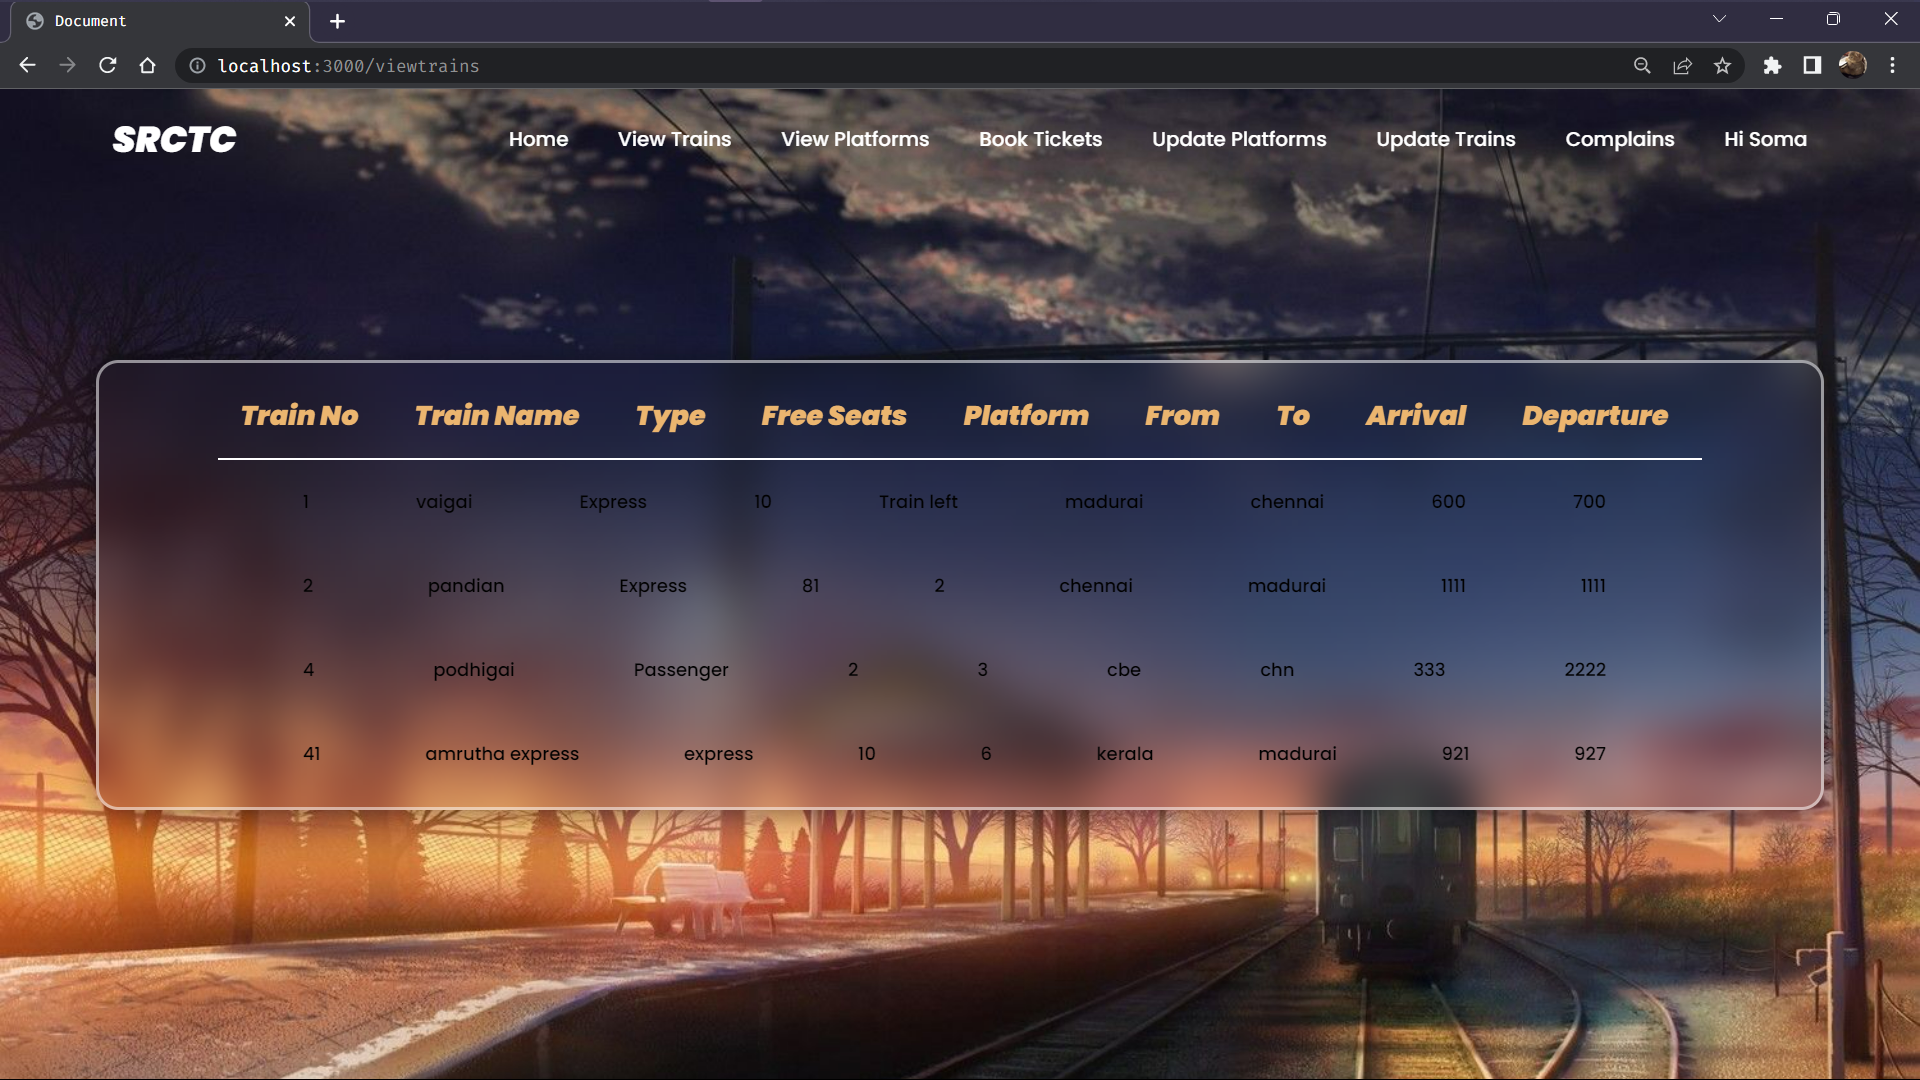 Document
localhost:3000/viewtrains
SRCTC Home View Trains View Platforms Book Tickets Update Platforms Update Trains Complains Hi Soma
Train No Train Name Type Free Seats Platform From To Arrival Departure
1 vaigai Express 10 Train left madurai chennai 600 700
2 pandian Express 81 2 chennai madurai 1111 1111
4 podhigai Passenger 2 3 cbe chn 333 2222
41 amrutha express express 10 6 kerala madurai 921 927